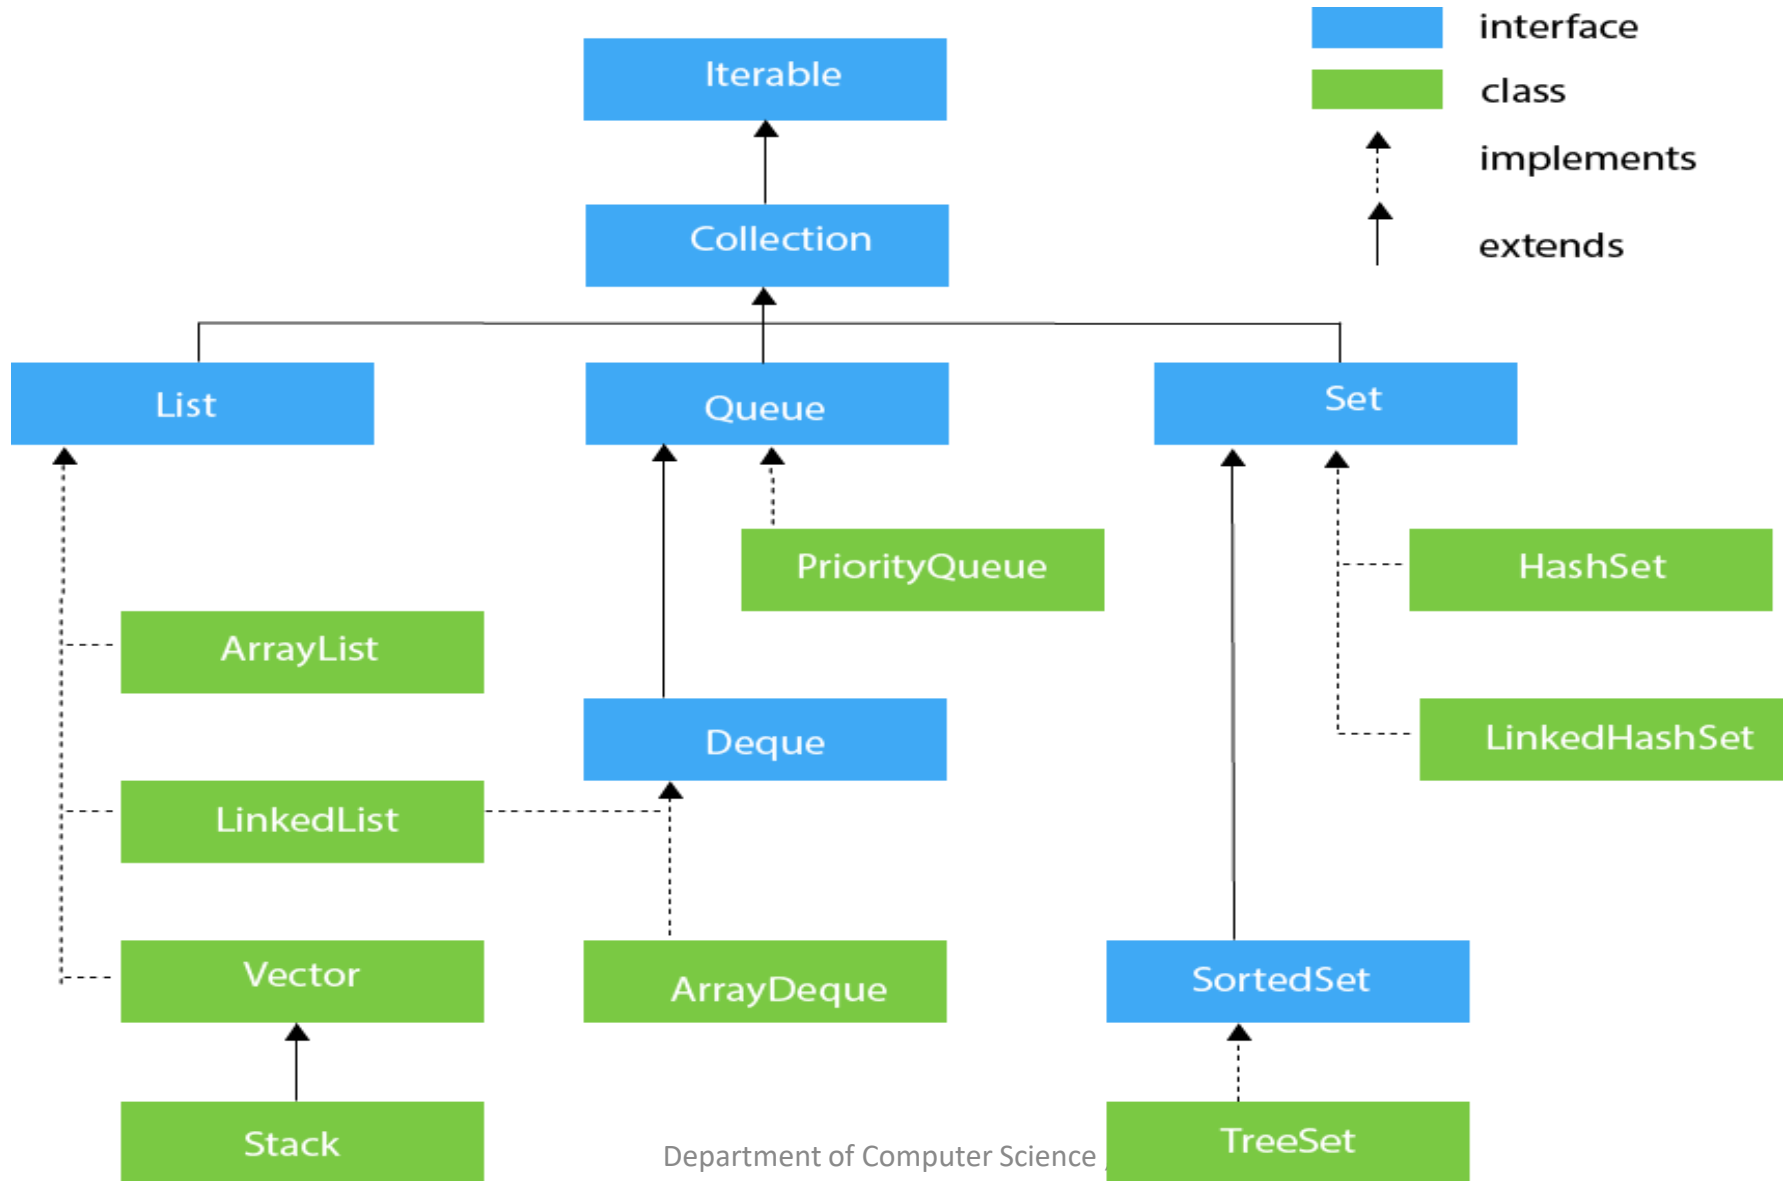 interface
class
implements
extends
Iterable
Collection
List
Queue
Set
PriorityQueue
HashSet
ArrayList
Deque
LinkedHashSet
LinkedList
Vector
ArrayDeque
SortedSet
Stack
TreeSet
Department of Computer Science